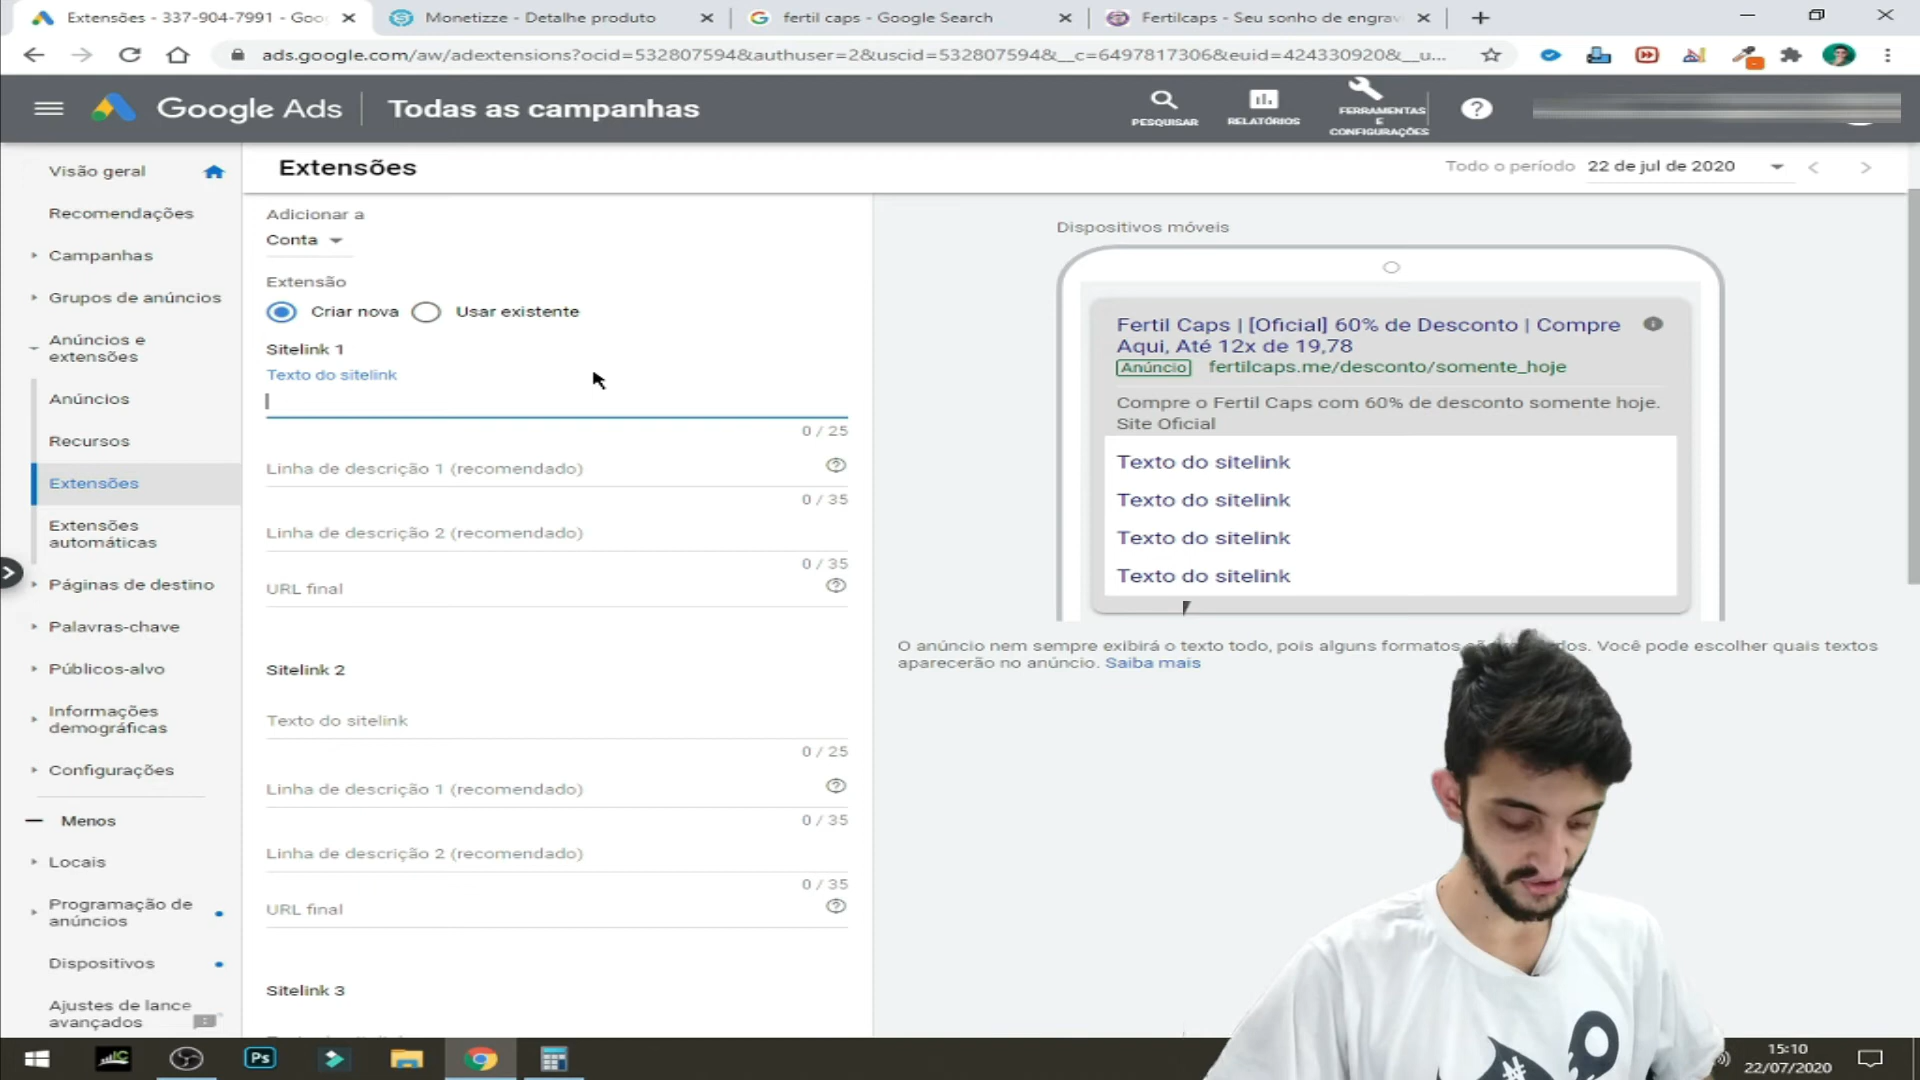 Extensões - 337-904-7991 - Goo
Monetizze - Detalhe produto
fertil caps - Google Search
Fertilcaps - Seu sonho de engrav
ads.google.com/aw/adextensions?ocid=532807594&authuser=2&uscid=532807594&__c=6497817306&euid=424330920&__u...
Google Ads
Todas as campanhas
PESQUISAR
RELATÓRIOS
FERRAMENTAS
E
CONFIGURAÇÕES
Visão geral
Recomendações
Campanhas
Grupos de anúncios
Anúncios e
extensões
Anúncios
Recursos
Extensões
Extensões
automáticas
Páginas de destino
Palavras-chave
Públicos-alvo
Informações
demográficas
Configurações
Menos
Locais
Programação de
anúncios
Dispositivos
Ajustes de lance
avançados
Extensões
Todo o período
22 de jul de 2020
Adicionar a
Conta
Extensão
Criar nova
Usar existente
Sitelink 1
Texto do sitelink
0 / 25
Linha de descrição 1 (recomendado)
0 / 35
Linha de descrição 2 (recomendado)
0 / 35
URL final
Sitelink 2
Texto do sitelink
0 / 25
Linha de descrição 1 (recomendado)
0 / 35
Linha de descrição 2 (recomendado)
0 / 35
URL final
Sitelink 3
Dispositivos móveis
Fertil Caps | [Oficial] 60% de Desconto | Compre
Aqui, Até 12x de 19,78
Anúncio fertilcaps.me/desconto/somente_hoje
Compre o Fertil Caps com 60% de desconto somente hoje.
Site Oficial
Texto do sitelink
Texto do sitelink
Texto do sitelink
Texto do sitelink
O anúncio nem sempre exibirá o texto todo, pois alguns formatos Você pode escolher quais textos
aparecerão no anúncio. Saiba mais
Ps
15:10
22/07/2020